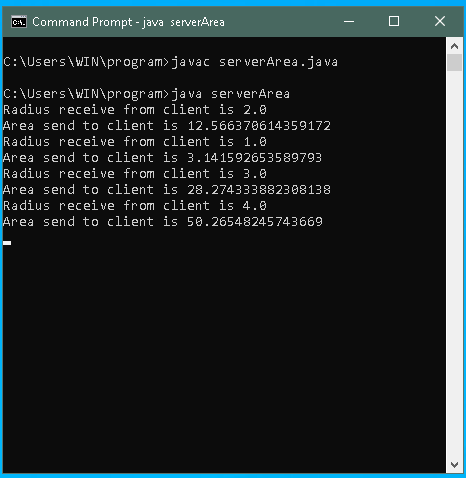 Command Prompt - java  serverArea
C:\Users\WIN\program>javac serverArea.java
C:\Users\WIN\program>java serverArea
Radius receive from client is 2.0
Area send to client is 12.566370614359172
Radius receive from client is 1.0
Area send to client is 3.141592653589793
Radius receive from client is 3.0
Area send to client is 28.274333882308138
Radius receive from client is 4.0
Area send to client is 50.26548245743669